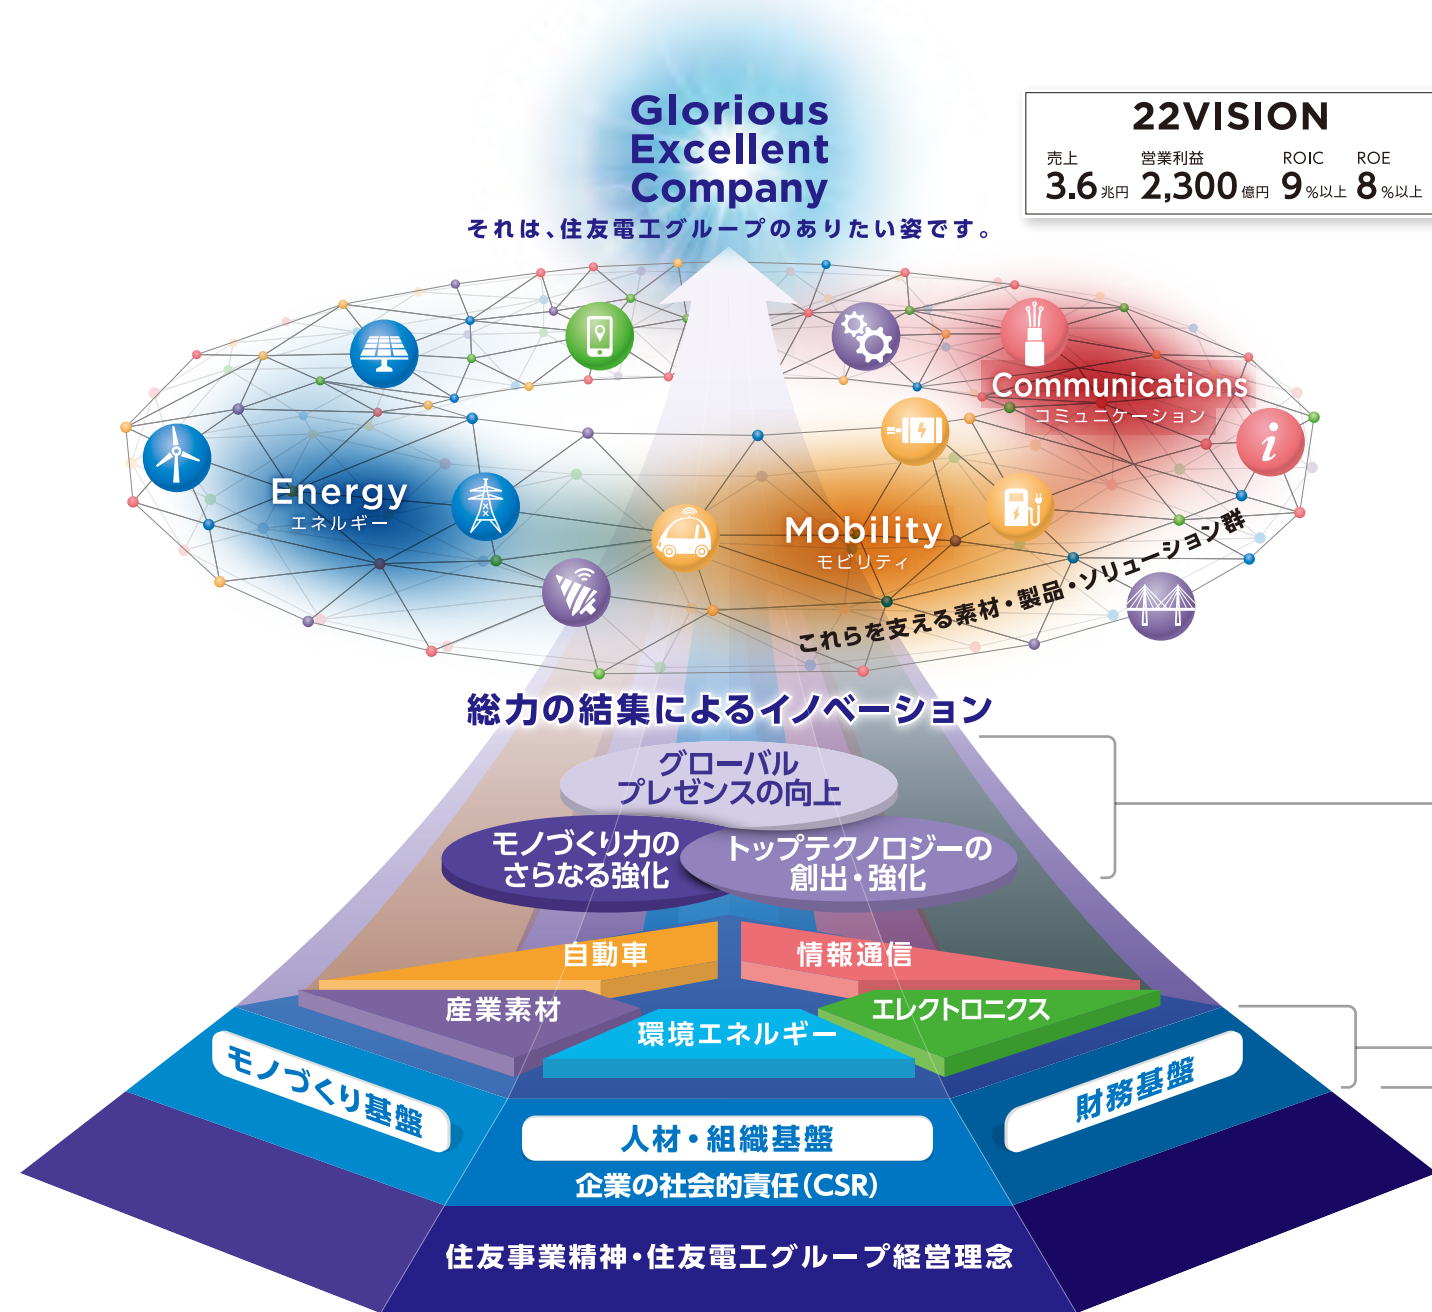 Glorious
Excellent
Company
それは、住友電工グループのありたい姿です。
22VISION
売上 営業利益 ROIC ROE
3.6兆円 2,300億円 9%以上 8%以上
Communications
コミュニケーション
i
Energy
エネルギー
Mobility
モビリティ
これらを支える素材・製品・ソリューション群
総力の結集によるイノベーション
グローバル
プレゼンスの向上
モノづくり力の
さらなる強化
トップテクノロジーの
創出・強化
自動車
情報通信
産業素材
エレクトロニクス
環境エネルギー
モノづくり基盤
財務基盤
人材・組織基盤
企業の社会的責任(CSR)
住友事業精神・住友電工グループ経営理念